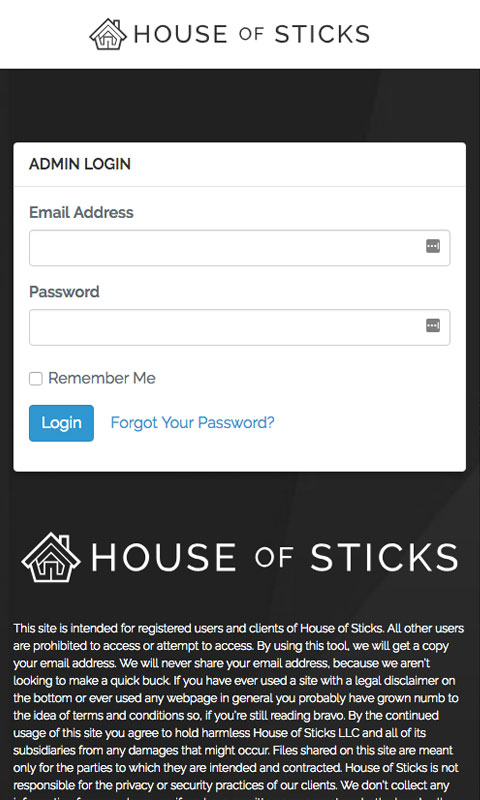 HOUSE OF STICKS
ADMIN LOGIN
Email Address
Password
Remember Me
Login Forgot Your Password?
HOUSE OF STICKS
This site is intended for registered users and clients of House of Sticks. All other users
are prohibited to access or attempt to access. By using this tool, we will get a copy
your email address. We will never share your email address, because we aren't
looking to make a quick buck. If you have ever used a site with a legal disclaimer on
the bottom or ever used any webpage in general you probably have grown numb to
the idea of terms and conditions so, if you're still reading bravo. By the continued
usage of this site you agree to hold harmless House of Sticks LLC and all of its
subsidiaries from any damages that might occur. Files shared on this site are meant
only for the parties to which they are intended and contracted. House of Sticks is not
responsible for the privacy or security practices of our clients. We don't collect any